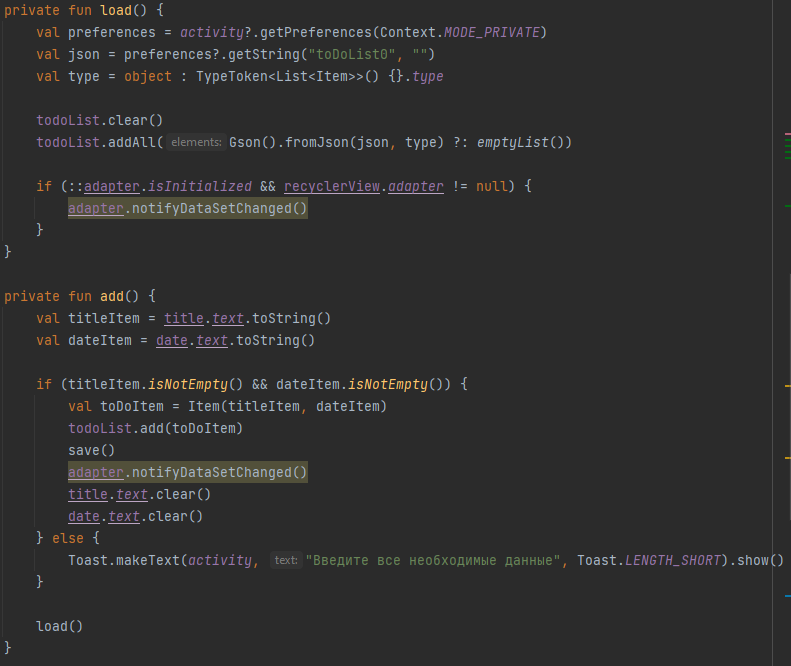 private fun load() {
    val preferences = activity?.getPreferences(Context.MODE_PRIVATE)
    val json = preferences?.getString("toDoList0", "")
    val type = object : TypeToken<List<Item>>() {}.type

    todoList.clear()
    todoList.addAll( elements: Gson().fromJson(json, type) ?: emptyList())

    if (::adapter.isInitialized && recyclerView.adapter != null) {
        adapter.notifyDataSetChanged()
    }
}

private fun add() {
    val titleItem = title.text.toString()
    val dateItem = date.text.toString()

    if (titleItem.isNotEmpty() && dateItem.isNotEmpty()) {
        val toDoItem = Item(titleItem, dateItem)
        todoList.add(toDoItem)
        save()
        adapter.notifyDataSetChanged()
        title.text.clear()
        date.text.clear()
    } else {
        Toast.makeText(activity, text: "Введите все необходимые данные", Toast.LENGTH_SHORT).show()
    }

    load()
}